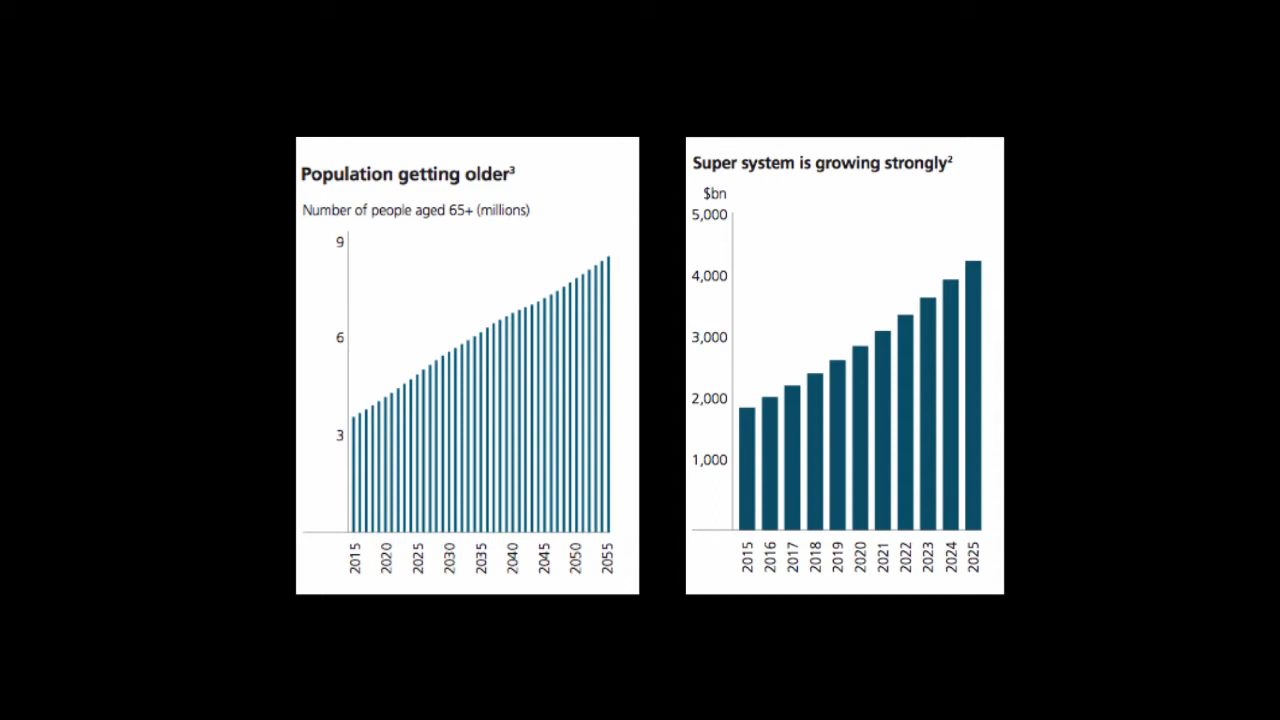 Population getting older³
Number of people aged 65+ (millions)
9
6
3
2015 2020 2025 2030 2035 2040 2045 2050 2055
Super system is growing strongly²
$bn
5,000
4,000
3,000
2,000
1,000
2015 2016 2017 2018 2019 2020 2021 2022 2023 2024 2025